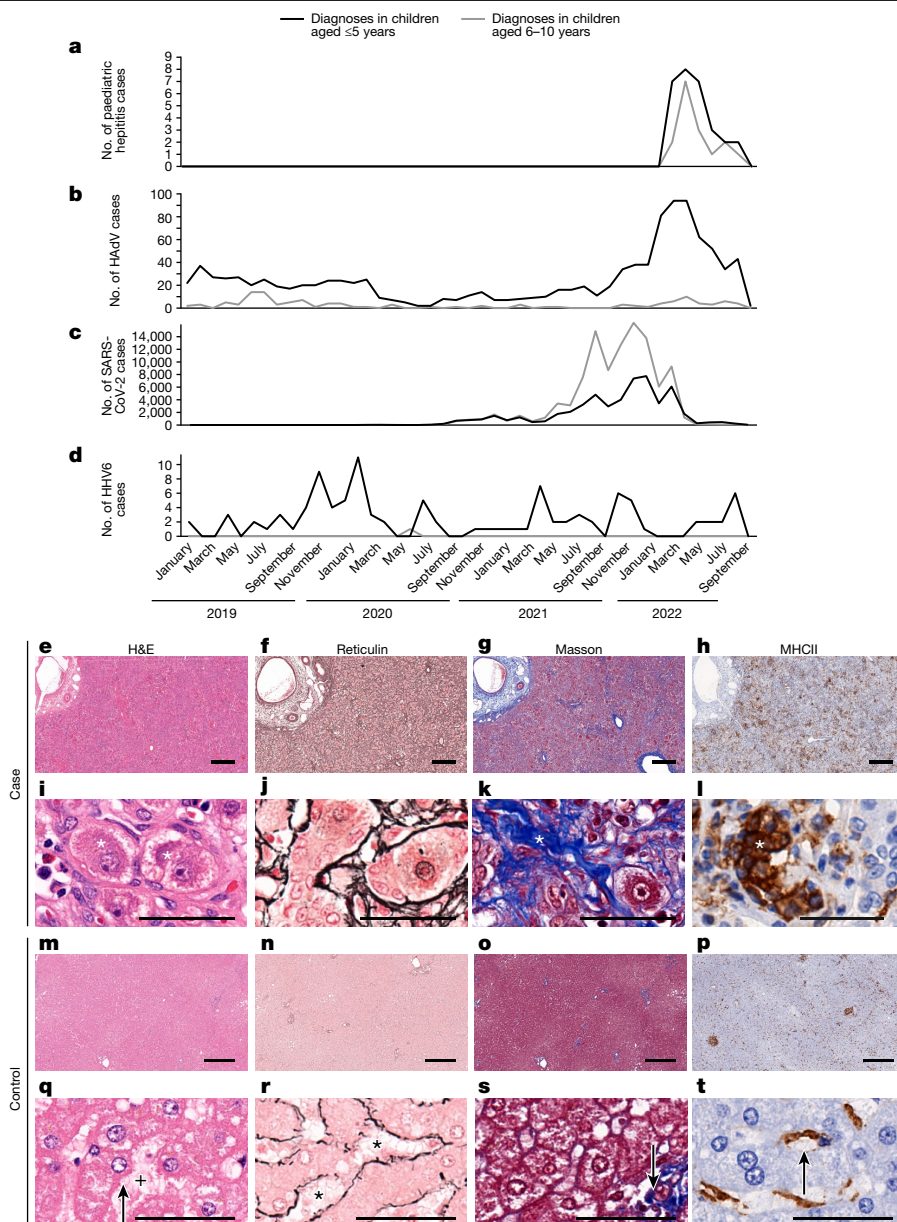 Diagnoses in children
aged ≤5 years
Diagnoses in children
aged 6–10 years
a
No. of paediatric
hepititis cases
9
8
7
6
5
4
3
2
1
0
b
No. of HAdV cases
100
80
60
40
20
0
c
No. of SARS-
CoV-2 cases
14,000
12,000
10,000
8,000
6,000
4,000
2,000
0
d
No. of HHV6
cases
10
8
6
4
2
0
January
March
May
July
September
November
January
March
May
July
September
November
January
March
May
July
September
November
January
March
May
July
September
2019
2020
2021
2022
Case
e
H&E
f
Reticulin
g
Masson
h
MHCII
i
*
*
j
k
*
l
*
Control
m
n
o
p
q
+
r
*
*
s
t